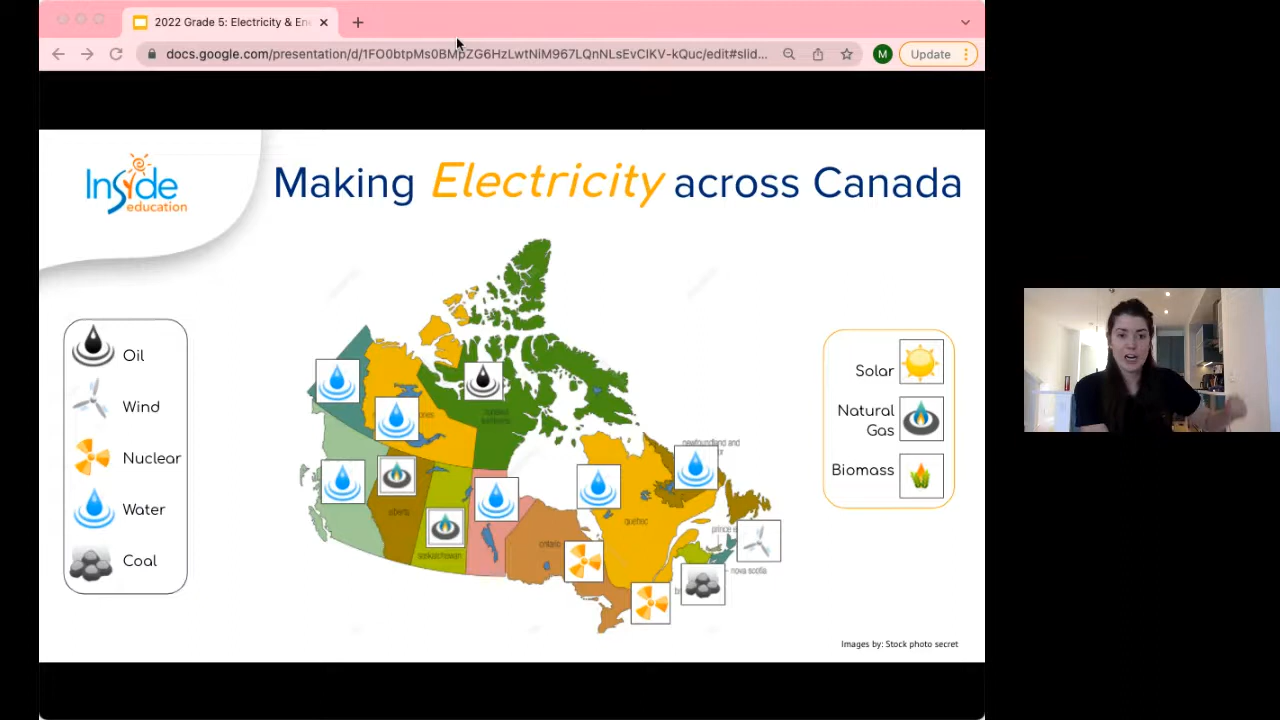 2022 Grade 5: Electricity & En
docs.google.com/presentation/d/1FO0btpMs0BMpZG6HzLwtNiM967LQnNLsEvClKV-kQuc/edit#slid...
M
Update
Inside
education
Making Electricity across Canada
Oil
Wind
Nuclear
Water
Coal
Solar
Natural
Gas
Biomass
newfoundland and
alberta
saskatchewan
ontario
quebec
prince e
nova scotia
Images by: Stock photo secret